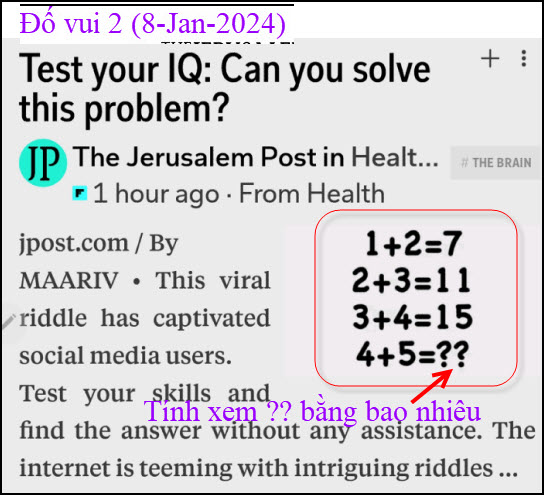 Đố vui 2 (8-Jan-2024)
Test your IQ: Can you solve
this problem?
JP The Jerusalem Post in Healt...
# THE BRAIN
1 hour ago · From Health
jpost.com / By
MAARIV • This viral
riddle has captivated
social media users.
Test your skills and
find the answer without any assistance. The
internet is teeming with intriguing riddles ...
1+2=7
2+3=11
3+4=15
4+5=??
Tính xem ?? bằng bao nhiêu